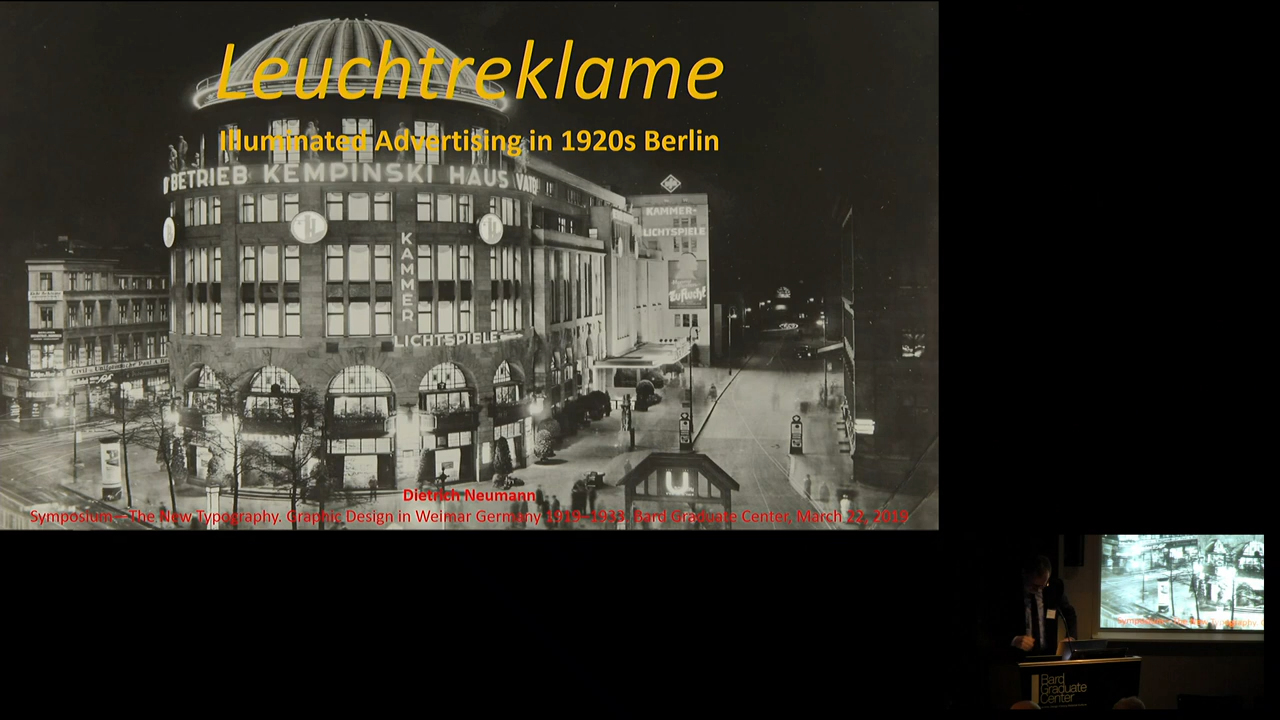 Leuchtreklame
Illuminated Advertising in 1920s Berlin
BETRIEB KEMPINSKI HAUS VATE
KAMMER-
LICHTSPIELE
KAMMER
LICHTSPIELE
U
Dietrich Neumann
Symposium—The New Typography. Graphic Design in Weimar Germany 1919–1933. Bard Graduate Center, March 22, 2019
Bard
Graduate
Center